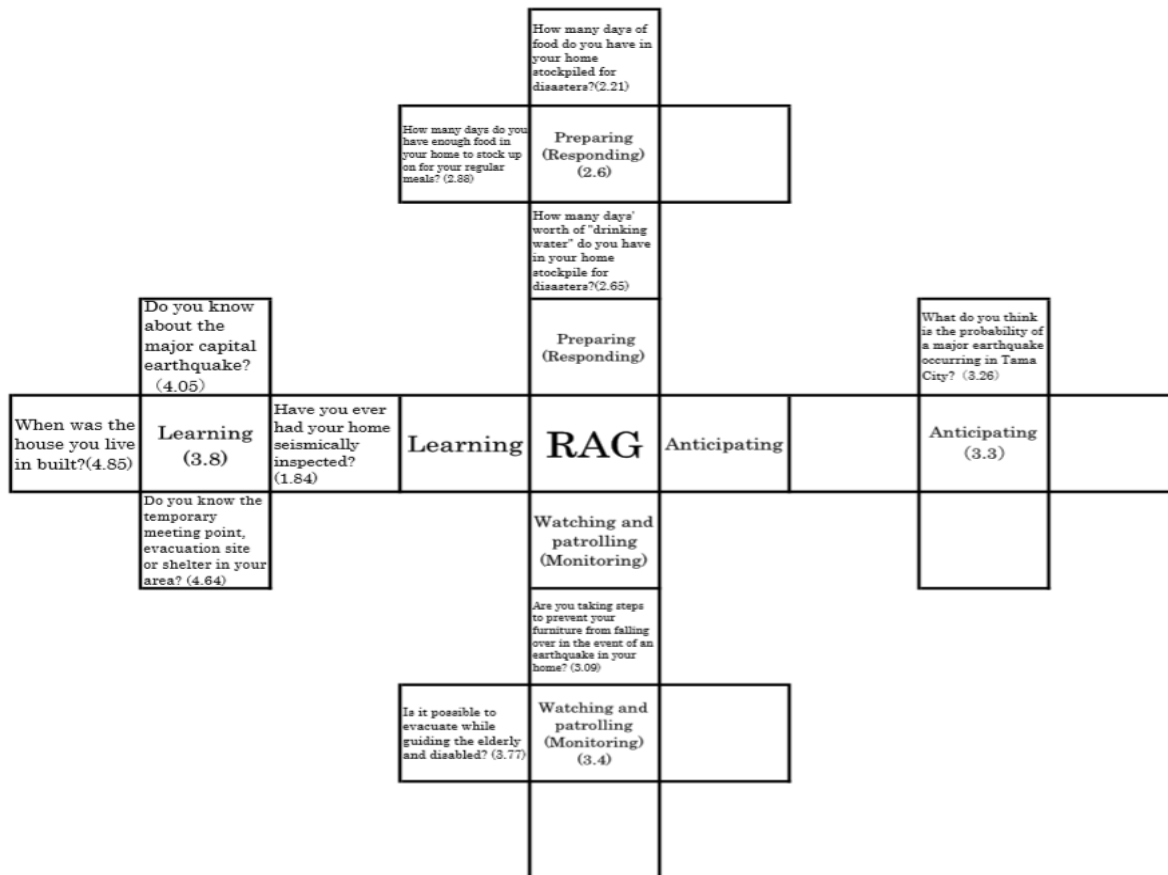 How many days of
food do you have in
your home
stockpiled for
disasters?(2.21)
How many days do you
have enough food in
your home to stock up
on for your regular
meals? (2.88)
Preparing
(Responding)
(2.6)
How many days'
worth of "drinking
water" do you have
in your home
stockpile for
disasters?(2.65)
Do you know
about the
major capital
earthquake?
(4.05)
Preparing
(Responding)
What do you think
is the probability of
a major earthquake
occurring in Tama
City? (3.26)
When was the
house you live
in built?(4.85)
Learning
(3.8)
Have you ever
had your home
seismically
inspected?
(1.84)
Learning
RAG
Anticipating
Anticipating
(3.3)
Do you know the
temporary
meeting point,
evacuation site
or shelter in your
area? (4.64)
Watching and
patrolling
(Monitoring)
Are you taking steps
to prevent your
furniture from falling
over in the event of an
earthquake in your
home? (3.09)
Is it possible to
evacuate while
guiding the elderly
and disabled? (3.77)
Watching and
patrolling
(Monitoring)
(3.4)